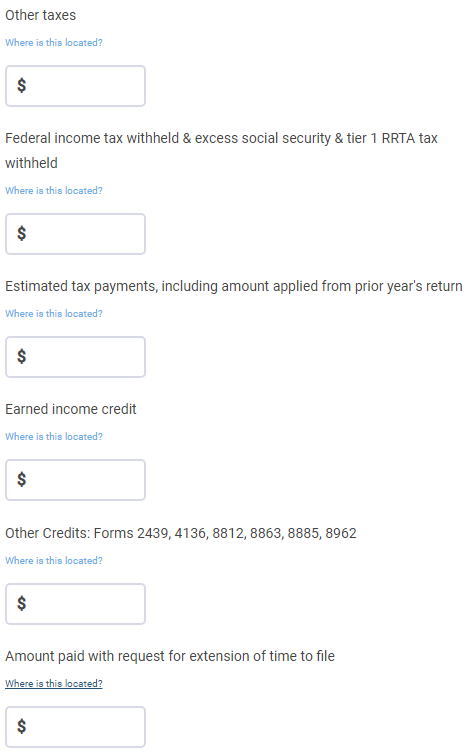 Other taxes
Where is this located?
$
Federal income tax withheld & excess social security & tier 1 RRTA tax
withheld
Where is this located?
$
Estimated tax payments, including amount applied from prior year's return
Where is this located?
$
Earned income credit
Where is this located?
$
Other Credits: Forms 2439, 4136, 8812, 8863, 8885, 8962
Where is this located?
$
Amount paid with request for extension of time to file
Where is this located?
$